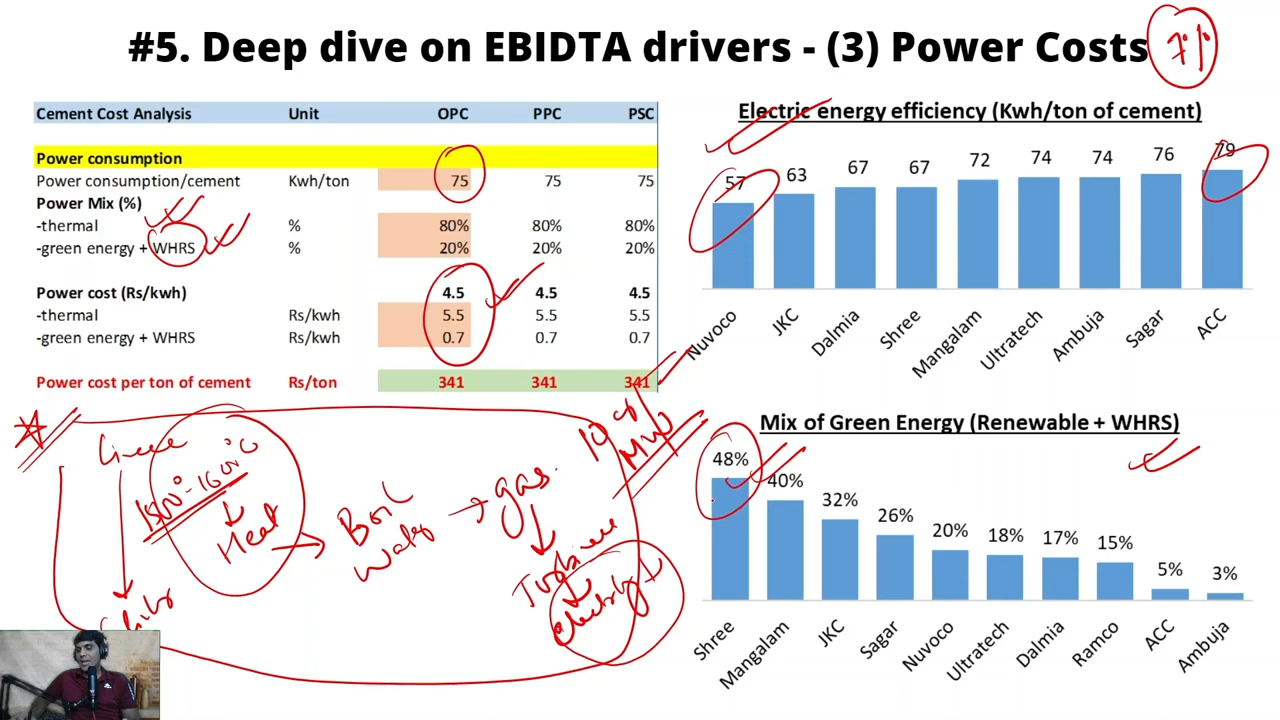 #5. Deep dive on EBIDTA drivers - (3) Power Costs
7%
Cement Cost Analysis Unit OPC PPC PSC
Power consumption
Power consumption/cement Kwh/ton 75 75 75
Power Mix (%)
-thermal % 80% 80% 80%
-green energy + WHRS % 20% 20% 20%
Power cost (Rs/kwh) 4.5 4.5 4.5
-thermal Rs/kwh 5.5 5.5 5.5
-green energy + WHRS Rs/kwh 0.7 0.7 0.7
Power cost per ton of cement Rs/ton 341 341 341
Electric energy efficiency (Kwh/ton of cement)
57 63 67 67 72 74 74 76 79
Nuvoco JKC Dalmia Shree Mangalam Ultratech Ambuja Sagar ACC
Mix of Green Energy (Renewable + WHRS)
48% 40% 32% 26% 20% 18% 17% 15% 5% 3%
Shree Mangalam JKC Sagar Nuvoco Ultratech Dalmia Ramco ACC Ambuja
Heat
Boil
Water
gas
Turbine